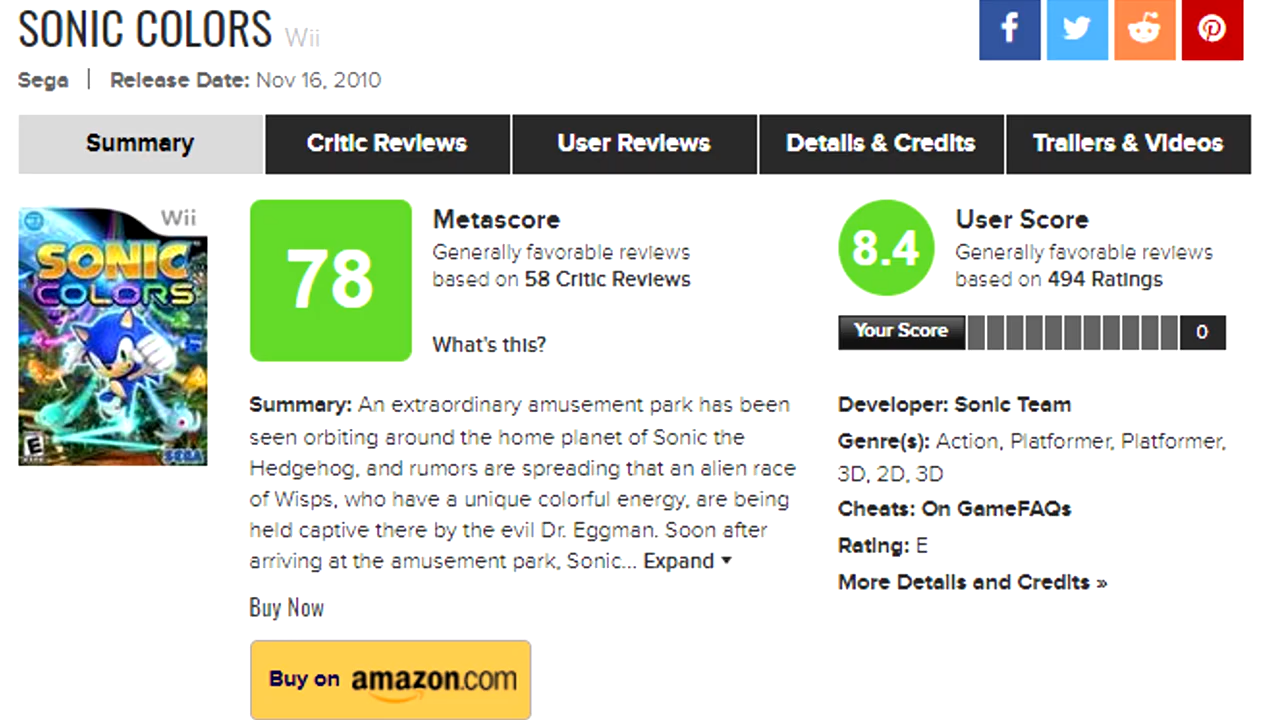 SONIC COLORS Wii
Sega | Release Date: Nov 16, 2010
Summary Critic Reviews User Reviews Details & Credits Trailers & Videos
Wii
SONIC
COLORS
E
SEGA
78
Metascore
Generally favorable reviews
based on 58 Critic Reviews
What's this?
8.4
User Score
Generally favorable reviews
based on 494 Ratings
Your Score 0
Summary: An extraordinary amusement park has been
seen orbiting around the home planet of Sonic the
Hedgehog, and rumors are spreading that an alien race
of Wisps, who have a unique colorful energy, are being
held captive there by the evil Dr. Eggman. Soon after
arriving at the amusement park, Sonic... Expand
Buy Now
Buy on amazon.com
Developer: Sonic Team
Genre(s): Action, Platformer, Platformer,
3D, 2D, 3D
Cheats: On GameFAQs
Rating: E
More Details and Credits »